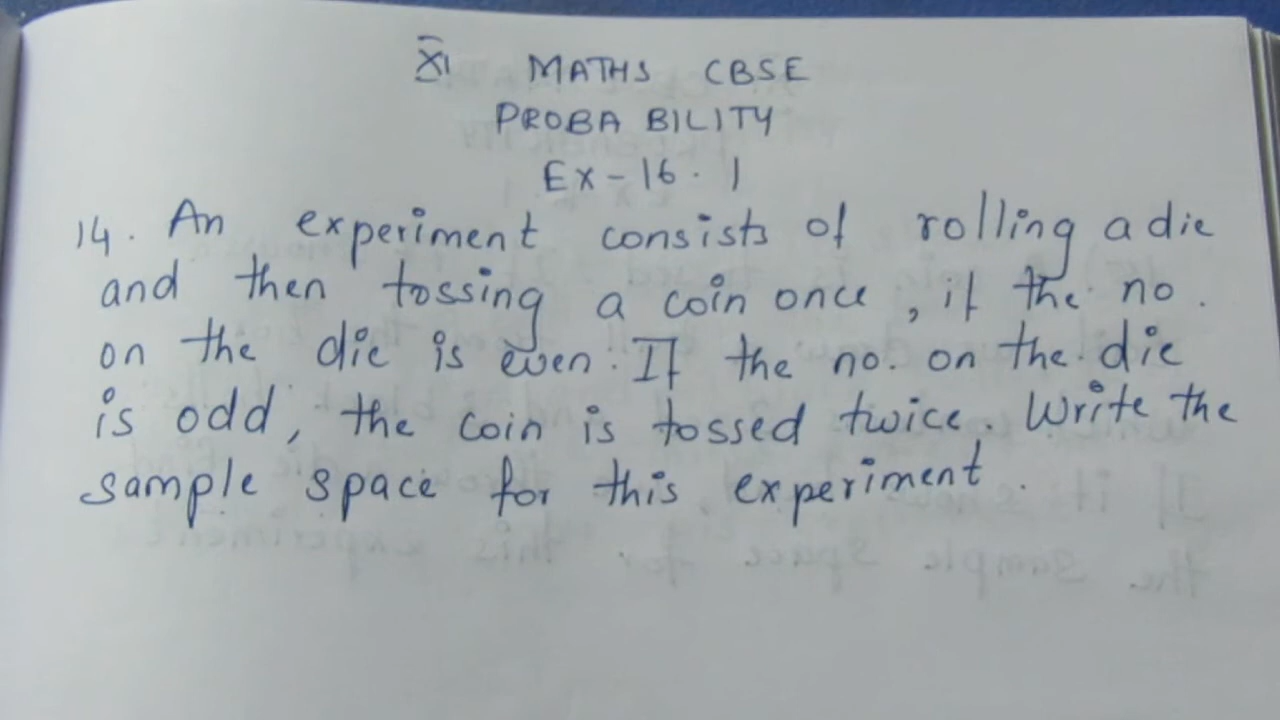 XI MATHS CBSE
PROBABILITY
Ex - 16.1
14. An experiment consists of rolling a die
and then tossing a coin once, if the no.
on the die is even. If the no. on the die
is odd, the coin is tossed twice. Write the
sample space for this experiment.